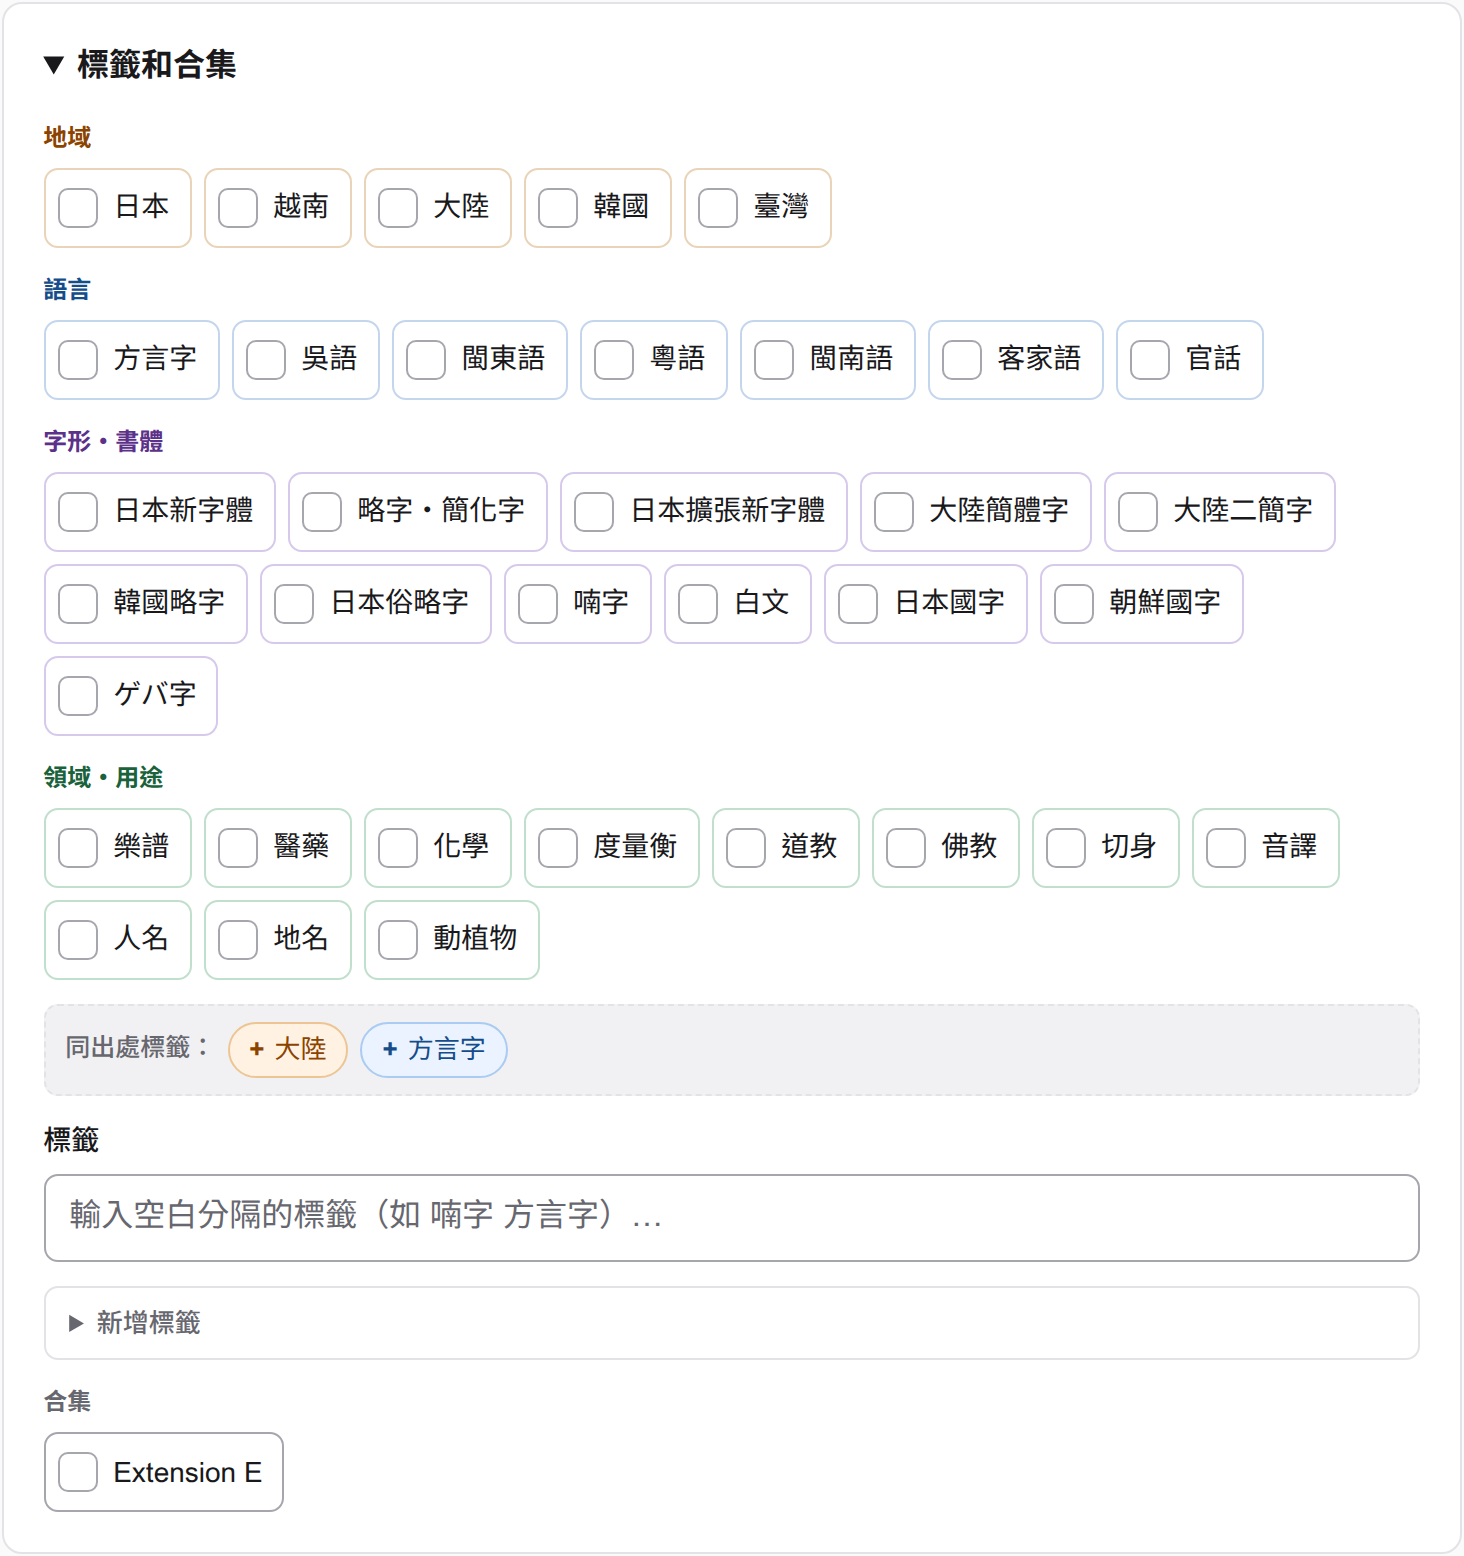 ▼ 標籤和合集
地域
日本 越南 大陸 韓國 臺灣
語言
方言字 吳語 閩東語 粵語 閩南語 客家語 官話
字形・書體
日本新字體 略字・簡化字 日本擴張新字體 大陸簡體字 大陸二簡字
韓國略字 日本俗略字 喃字 白文 日本國字 朝鮮國字
ゲバ字
領域・用途
樂譜 醫藥 化學 度量衡 道教 佛教 切身 音譯
人名 地名 動植物
同出處標籤： + 大陸 + 方言字
標籤
輸入空白分隔的標籤（如 喃字 方言字）…
▶ 新增標籤
合集
Extension E